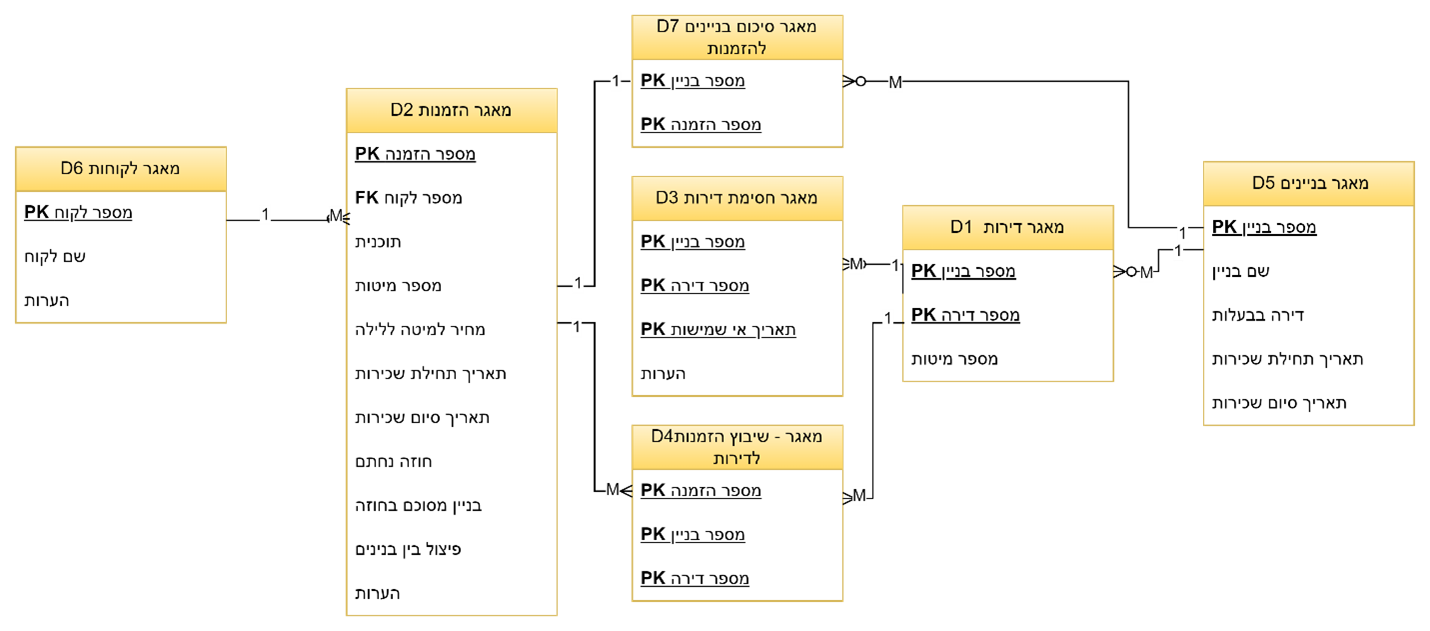 מאגר לקוחות D6
מספר לקוח PK
שם לקוח
הערות
1
M
מאגר הזמנות D2
מספר הזמנה PK
מספר לקוח FK
תוכנית
מספר מיטות
מחיר למיטה ללילה
תאריך תחילת שכירות
תאריך סיום שכירות
חוזה נחתם
בניין מסוכם בחוזה
פיצול בין בנינים
הערות
1
1
1
M
מאגר סיכום בניינים D7
להזמנות
מספר בניין PK
מספר הזמנה PK
M
1
מאגר חסימת דירות D3
מספר בניין PK
מספר דירה PK
תאריך אי שמישות PK
הערות
M
1
מאגר - שיבוץ הזמנות D4
לדירות
מספר הזמנה PK
מספר בניין PK
מספר דירה PK
M
1
מאגר דירות D1
מספר בניין PK
מספר דירה PK
מספר מיטות
M
1
מאגר בניינים D5
מספר בניין PK
שם בניין
דירה בבעלות
תאריך תחילת שכירות
תאריך סיום שכירות